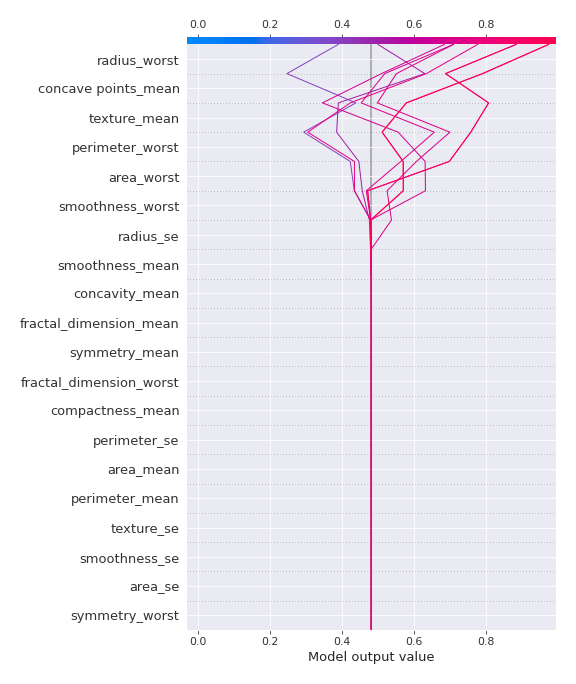 0.0 0.2 0.4 0.6 0.8
radius_worst
concave points_mean
texture_mean
perimeter_worst
area_worst
smoothness_worst
radius_se
smoothness_mean
concavity_mean
fractal_dimension_mean
symmetry_mean
fractal_dimension_worst
compactness_mean
perimeter_se
area_mean
perimeter_mean
texture_se
smoothness_se
area_se
symmetry_worst
0.0 0.2 0.4 0.6 0.8
Model output value